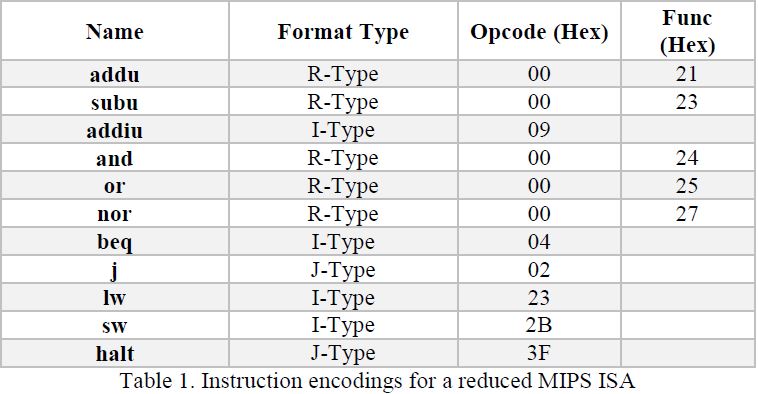 Name Format Type Opcode (Hex) Func (Hex)
addu R-Type 00 21
subu R-Type 00 23
addiu I-Type 09
and R-Type 00 24
or R-Type 00 25
nor R-Type 00 27
beq I-Type 04
j J-Type 02
lw I-Type 23
sw I-Type 2B
halt J-Type 3F
Table 1. Instruction encodings for a reduced MIPS ISA